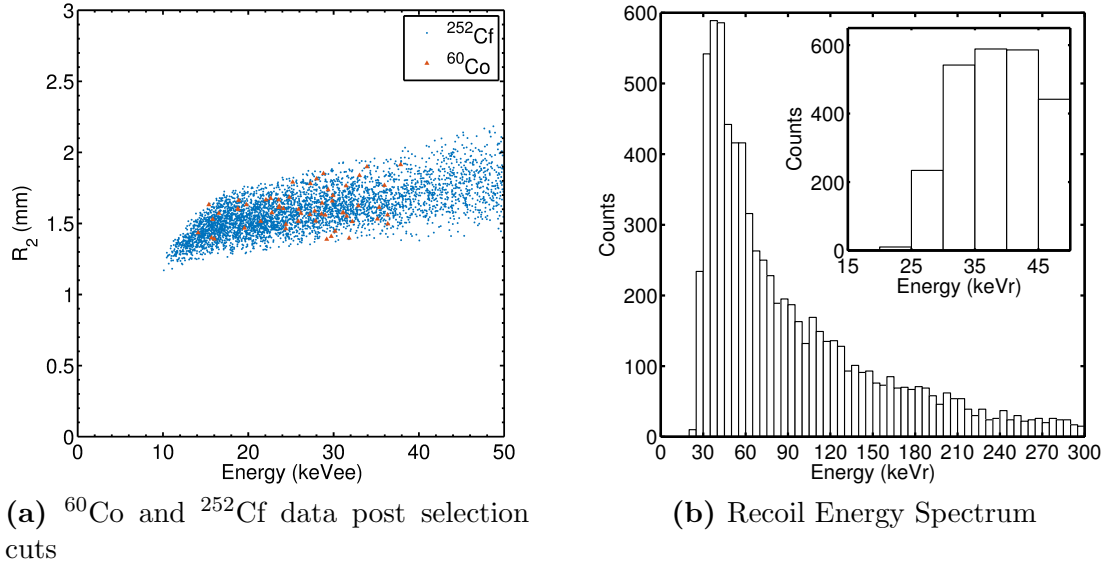 3
2.5
2
1.5
1
0.5
0
R₂ (mm)
²⁵²Cf
⁶⁰Co
0 10 20 30 40 50
Energy (keVee)
(a) ⁶⁰Co and ²⁵²Cf data post selection
cuts
600
500
400
300
200
100
0
Counts
0 30 60 90 120 150 180 210 240 270 300
Energy (keVr)
600
400
200
0
Counts
15 25 35 45
Energy (keVr)
(b) Recoil Energy Spectrum